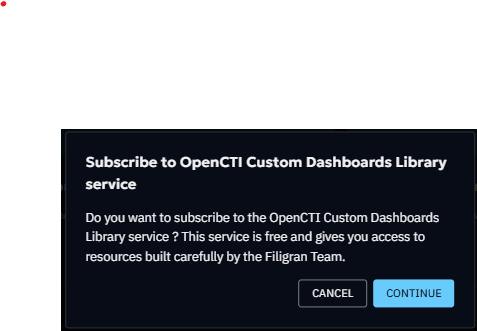 Subscribe to OpenCTI Custom Dashboards Library
service
Do you want to subscribe to the OpenCTI Custom Dashboards
Library service ? This service is free and gives you access to
resources built carefully by the Filigran Team.
CANCEL
CONTINUE